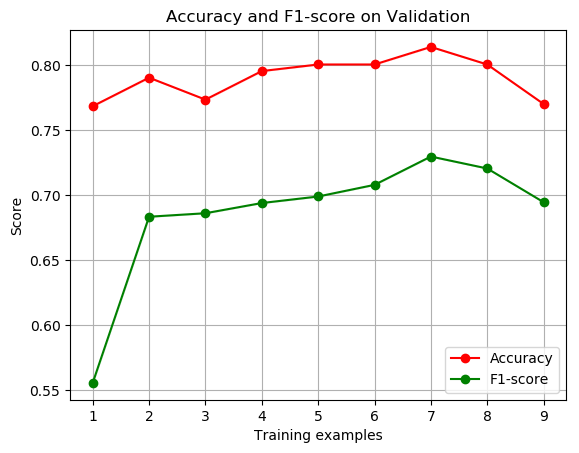 Accuracy and F1-score on Validation
Score
0.80
0.75
0.70
0.65
0.60
0.55
1 2 3 4 5 6 7 8 9
Training examples
Accuracy
F1-score